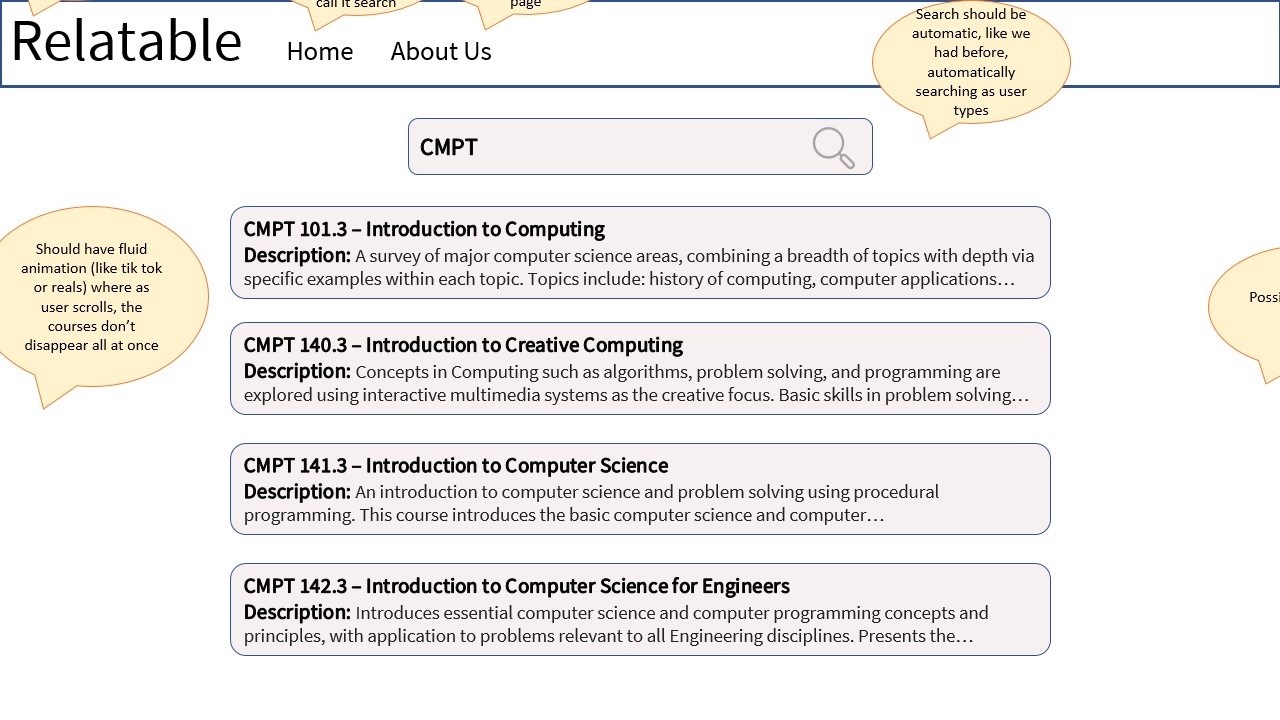 call it search
page
Relatable
Home
About Us
Search should be
automatic, like we
had before,
automatically
searching as user
types
CMPT
Should have fluid
animation (like tik tok
or reals) where as
user scrolls, the
courses don’t
disappear all at once
CMPT 101.3 – Introduction to Computing
Description: A survey of major computer science areas, combining a breadth of topics with depth via
specific examples within each topic. Topics include: history of computing, computer applications…
CMPT 140.3 – Introduction to Creative Computing
Description: Concepts in Computing such as algorithms, problem solving, and programming are
explored using interactive multimedia systems as the creative focus. Basic skills in problem solving…
CMPT 141.3 – Introduction to Computer Science
Description: An introduction to computer science and problem solving using procedural
programming. This course introduces the basic computer science and computer…
CMPT 142.3 – Introduction to Computer Science for Engineers
Description: Introduces essential computer science and computer programming concepts and
principles, with application to problems relevant to all Engineering disciplines. Presents the…